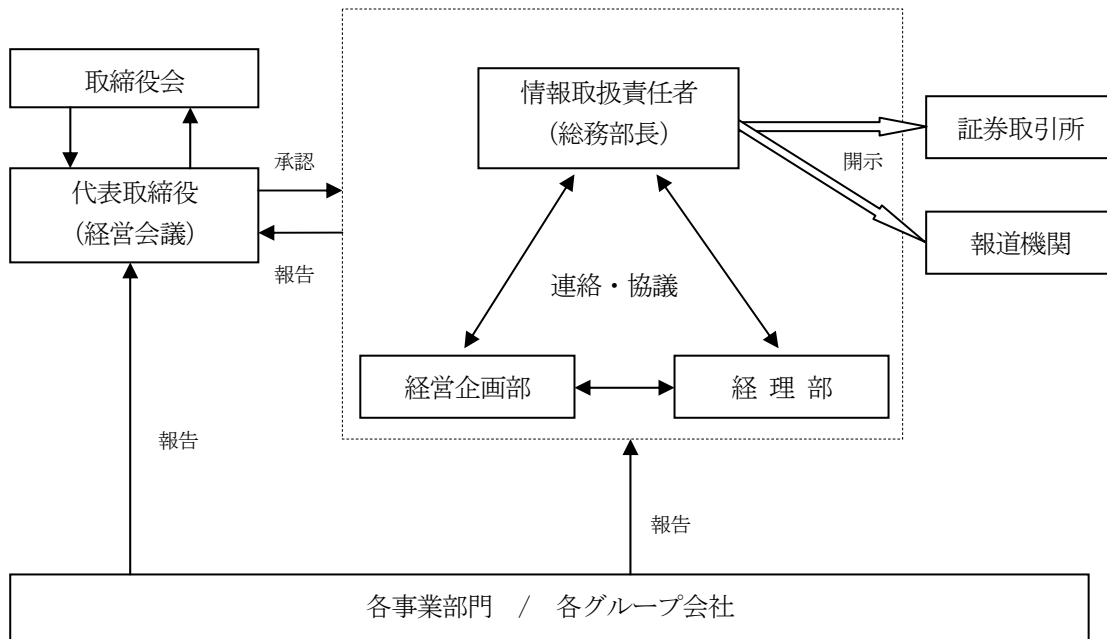 取締役会
代表取締役
(経営会議)
承認
報告
情報取扱責任者
(総務部長)
連絡・協議
経営企画部
経 理 部
開示
証券取引所
報道機関
報告
報告
各事業部門 / 各グループ会社